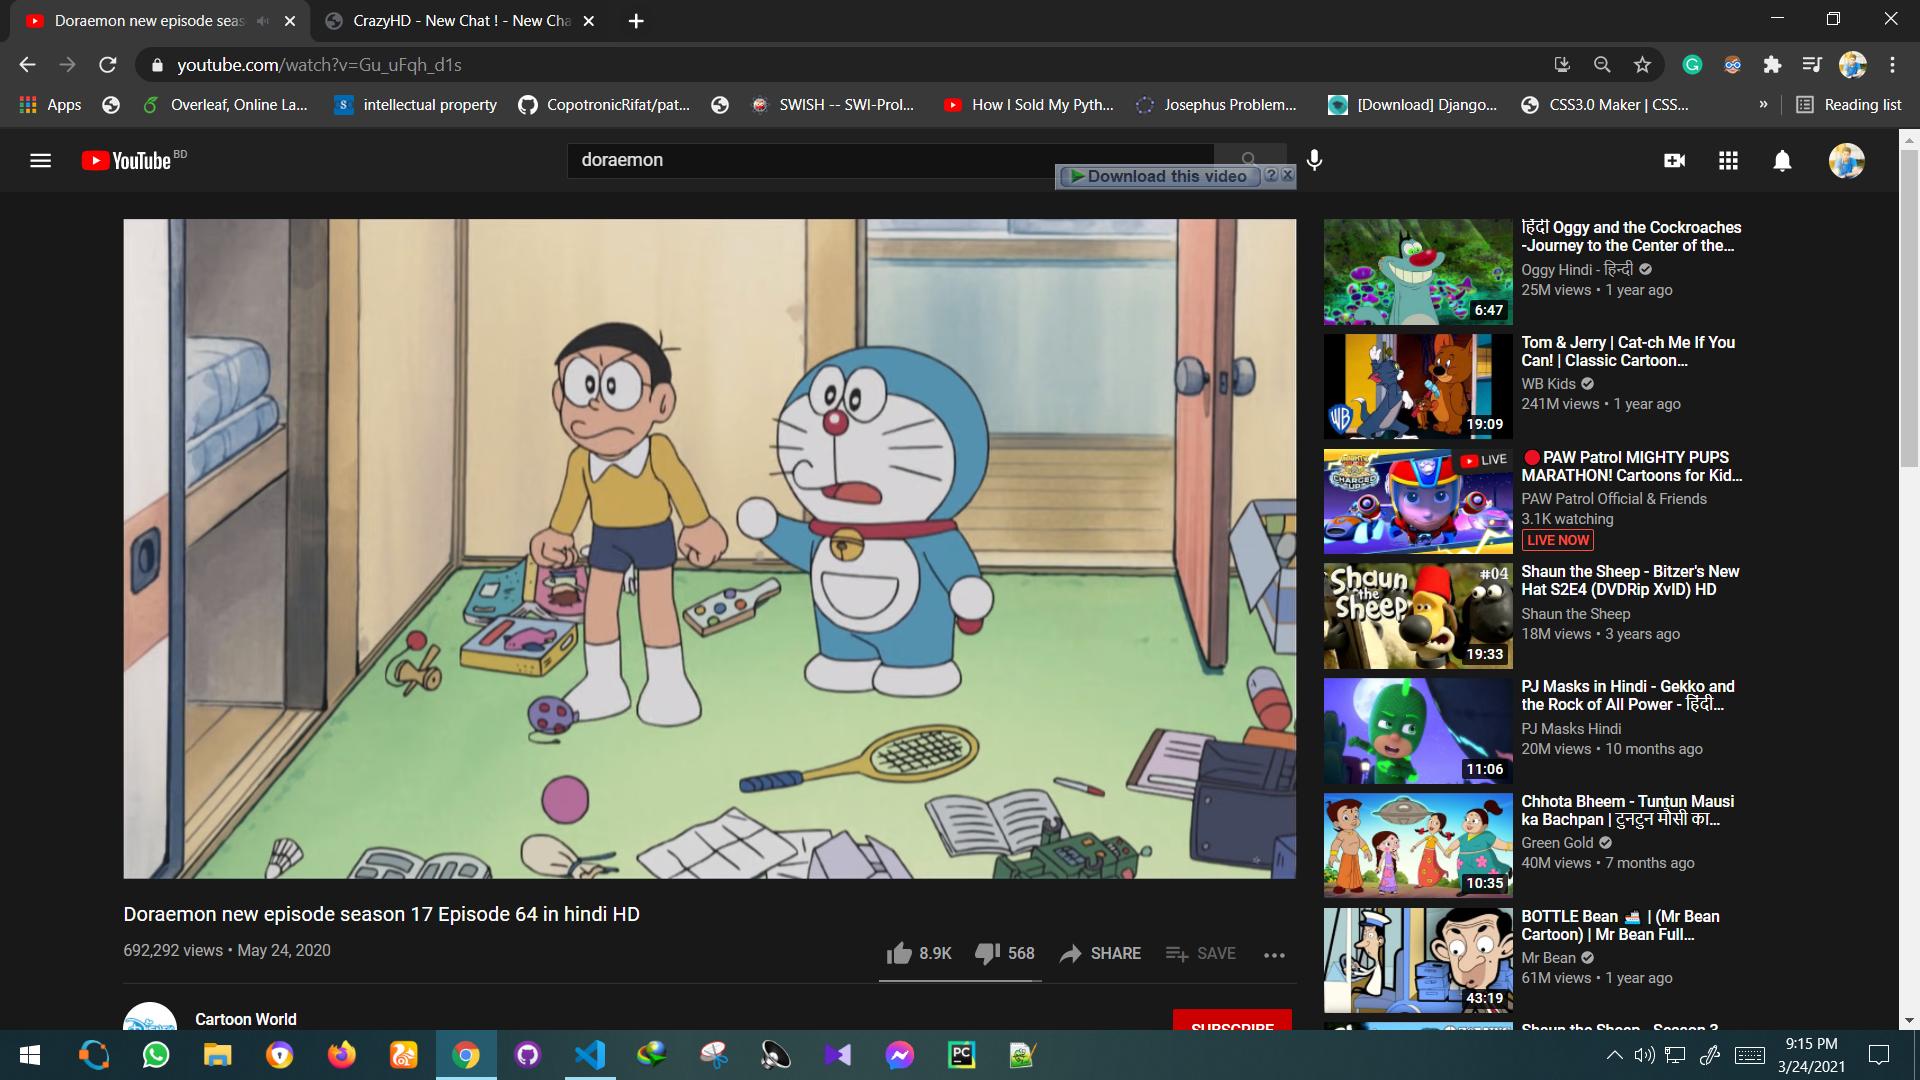 Doraemon new episode seas
CrazyHD - New Chat ! - New Cha
youtube.com/watch?v=Gu_uFqh_d1s
Apps
Overleaf, Online La...
S
intellectual property
CopotronicRifat/pat...
SWISH -- SWI-Prol...
How I Sold My Pyth...
Josephus Problem...
[Download] Django...
CSS3.0 Maker | CSS...
»
Reading list
YouTube BD
doraemon
Download this video
हिंदी Oggy and the Cockroaches
-Journey to the Center of the...
Oggy Hindi - हिन्दी
25M views • 1 year ago
6:47
Tom & Jerry | Cat-ch Me If You
Can! | Classic Cartoon...
WB Kids
241M views • 1 year ago
WB
19:09
LIVE
CHARGED UP
PAW Patrol MIGHTY PUPS
MARATHON! Cartoons for Kid...
PAW Patrol Official & Friends
3.1K watching
LIVE NOW
Shaun the Sheep
#04
19:33
Shaun the Sheep - Bitzer's New
Hat S2E4 (DVDRip XvID) HD
Shaun the Sheep
18M views • 3 years ago
PJ Masks in Hindi - Gekko and
the Rock of All Power - हिंदी...
PJ Masks Hindi
20M views • 10 months ago
11:06
Chhota Bheem - Tuntun Mausi
ka Bachpan | टुनटुन मौसी का...
Green Gold
40M views • 7 months ago
10:35
BOTTLE Bean | (Mr Bean
Cartoon) | Mr Bean Full...
Mr Bean
61M views • 1 year ago
43:19
Shaun the Sheep - Season 3
Doraemon new episode season 17 Episode 64 in hindi HD
692,292 views • May 24, 2020
8.9K
568
SHARE
SAVE
Cartoon World
SUBSCRIBE
PC
9:15 PM
3/24/2021